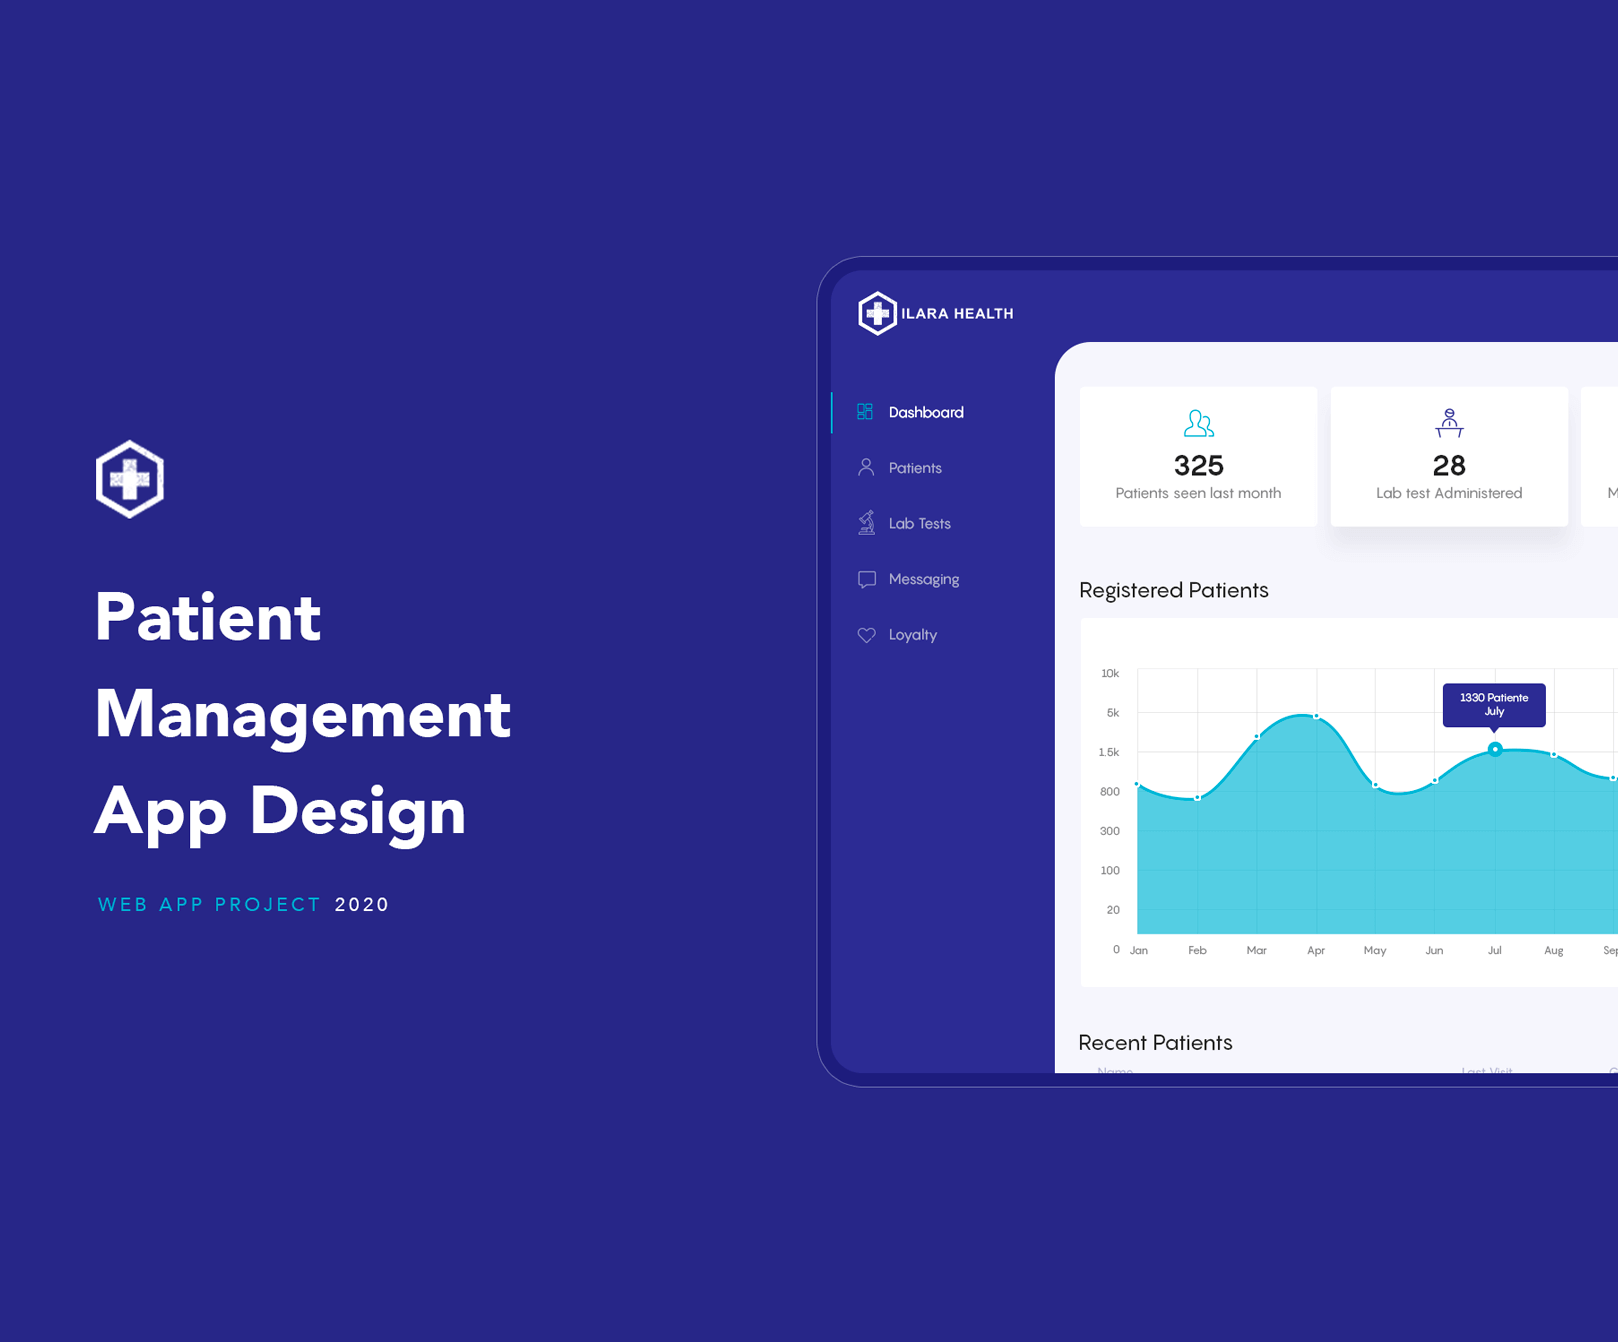 Patient
Management
App Design
WEB APP PROJECT 2020
ILARA HEALTH
Dashboard
Patients
Lab Tests
Messaging
Loyalty
325
Patients seen last month
28
Lab test Administered
M
Registered Patients
10k
5k
1.5k
800
300
100
20
0
1330 Patiente
July
Jan Feb Mar Apr May Jun Jul Aug Sep
Recent Patients
Name Last Visit